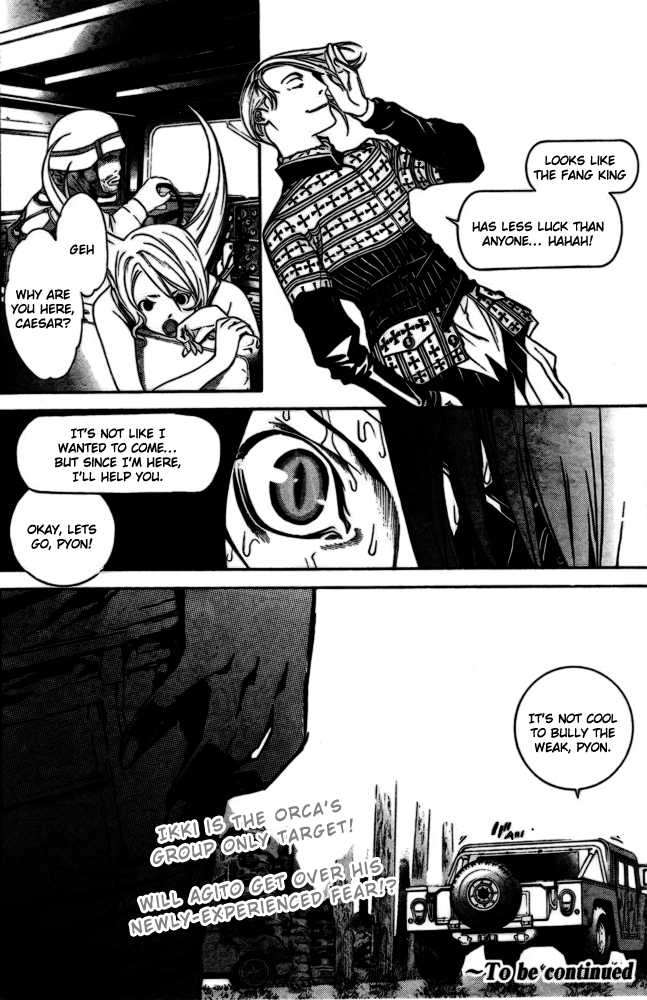 LOOKS LIKE
THE FANG KING
HAS LESS LUCK THAN
ANYONE... HAHAH!
GEH
WHY ARE
YOU HERE,
CAESAR?
IT'S NOT LIKE I
WANTED TO COME...
BUT SINCE I'M HERE,
I'LL HELP YOU.
OKAY, LETS
GO, PYON!
IT'S NOT COOL
TO BULLY THE
WEAK, PYON.
IKKI IS THE ORCA'S
GROUP ONLY TARGET!
WILL AGITO GET OVER HIS
NEWLY-EXPERIENCED FEAR!?
~To be continued